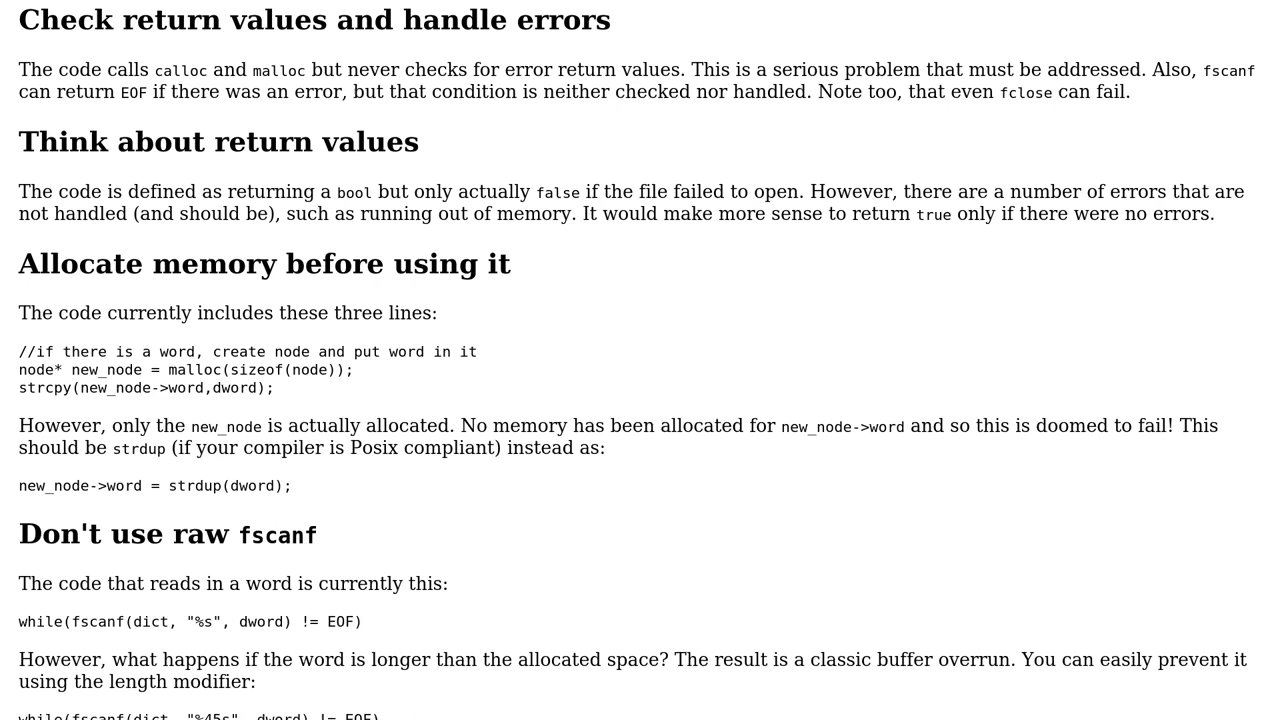 Check return values and handle errors
The code calls calloc and malloc but never checks for error return values. This is a serious problem that must be addressed. Also, fscanf
can return EOF if there was an error, but that condition is neither checked nor handled. Note too, that even fclose can fail.
Think about return values
The code is defined as returning a bool but only actually false if the file failed to open. However, there are a number of errors that are
not handled (and should be), such as running out of memory. It would make more sense to return true only if there were no errors.
Allocate memory before using it
The code currently includes these three lines:
//if there is a word, create node and put word in it
node* new_node = malloc(sizeof(node));
strcpy(new_node->word,dword);
However, only the new_node is actually allocated. No memory has been allocated for new_node->word and so this is doomed to fail! This
should be strdup (if your compiler is Posix compliant) instead as:
new_node->word = strdup(dword);
Don't use raw fscanf
The code that reads in a word is currently this:
while(fscanf(dict, "%s", dword) != EOF)
However, what happens if the word is longer than the allocated space? The result is a classic buffer overrun. You can easily prevent it
using the length modifier:
while(fscanf(dict, "%45s", dword) != EOF)